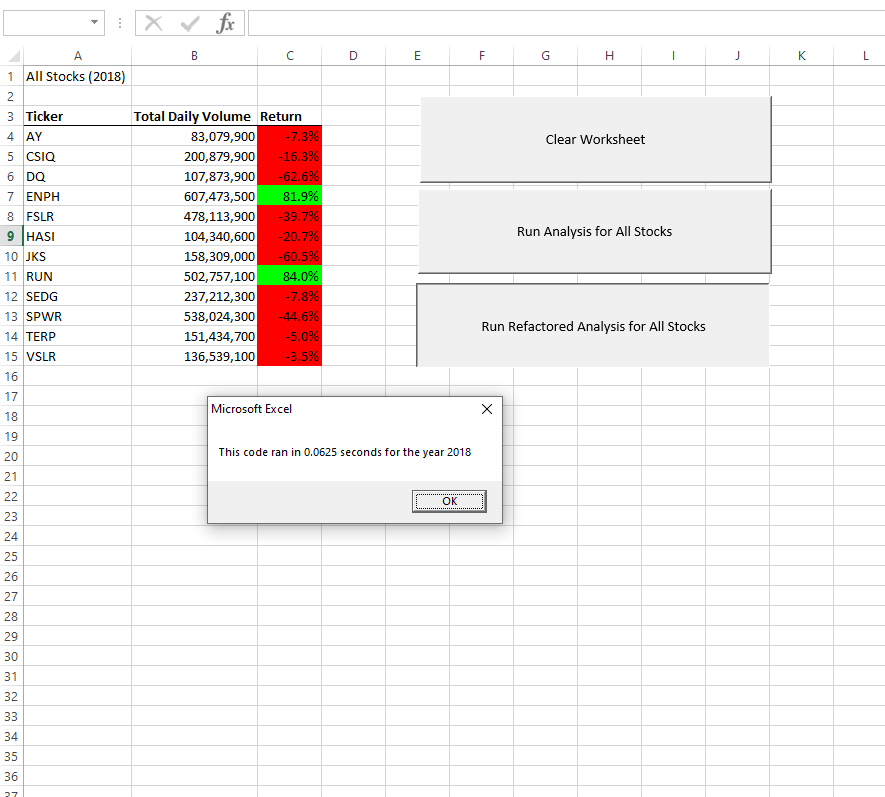 fx
A B C D E F G H I J K L
1 All Stocks (2018)
2
3 Ticker Total Daily Volume Return
4 AY 83,079,900 -7.3%
5 CSIQ 200,879,900 -16.3%
6 DQ 107,873,900 -62.6%
7 ENPH 607,473,500 81.9%
8 FSLR 478,113,900 -39.7%
9 HASI 104,340,600 -20.7%
10 JKS 158,309,000 -60.5%
11 RUN 502,757,100 84.0%
12 SEDG 237,212,300 -7.8%
13 SPWR 538,024,300 -44.6%
14 TERP 151,434,700 -5.0%
15 VSLR 136,539,100 -3.5%
16
17
18
19
20
21
22
23
24
25
26
27
28
29
30
31
32
33
34
35
36
37
Clear Worksheet
Run Analysis for All Stocks
Run Refactored Analysis for All Stocks
Microsoft Excel
This code ran in 0.0625 seconds for the year 2018
OK